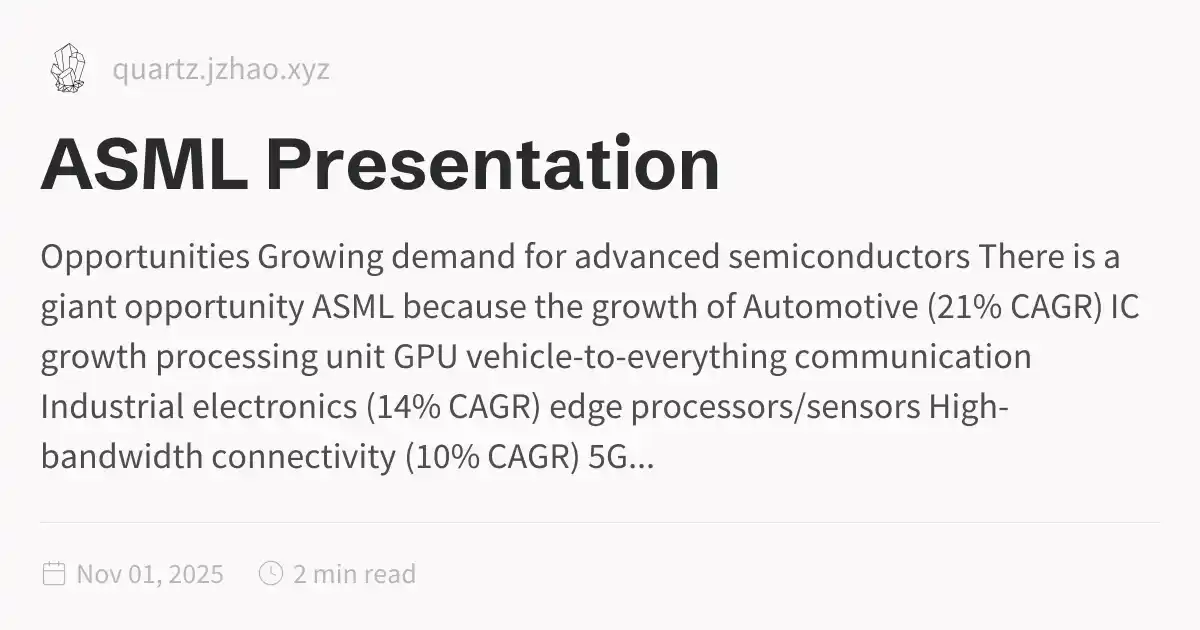 quartz.jzhao.xyz
ASML Presentation
Opportunities Growing demand for advanced semiconductors There is a
giant opportunity ASML because the growth of Automotive (21% CAGR) IC
growth processing unit GPU vehicle-to-everything communication
Industrial electronics (14% CAGR) edge processors/sensors High-
bandwidth connectivity (10% CAGR) 5G...
Nov 01, 2025 2 min read